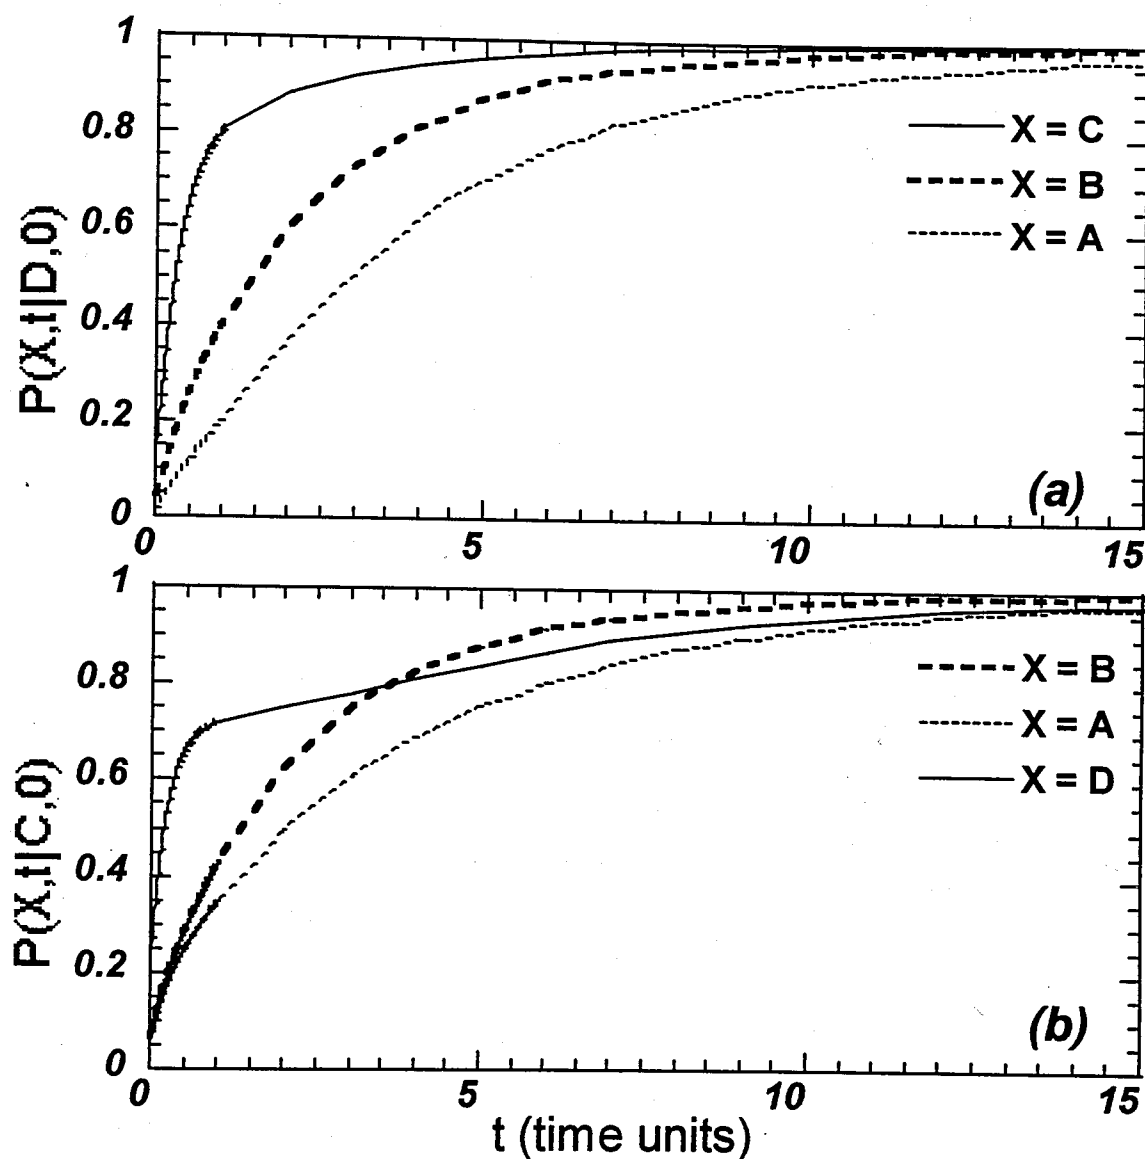 1
0.8
0.6
0.4
0.2
0
P(X,t|D,0)
X = C
X = B
X = A
(a)
0
5
10
15
1
0.8
0.6
0.4
0.2
0
P(X,t|C,0)
X = B
X = A
X = D
(b)
0
5
10
15
t (time units)